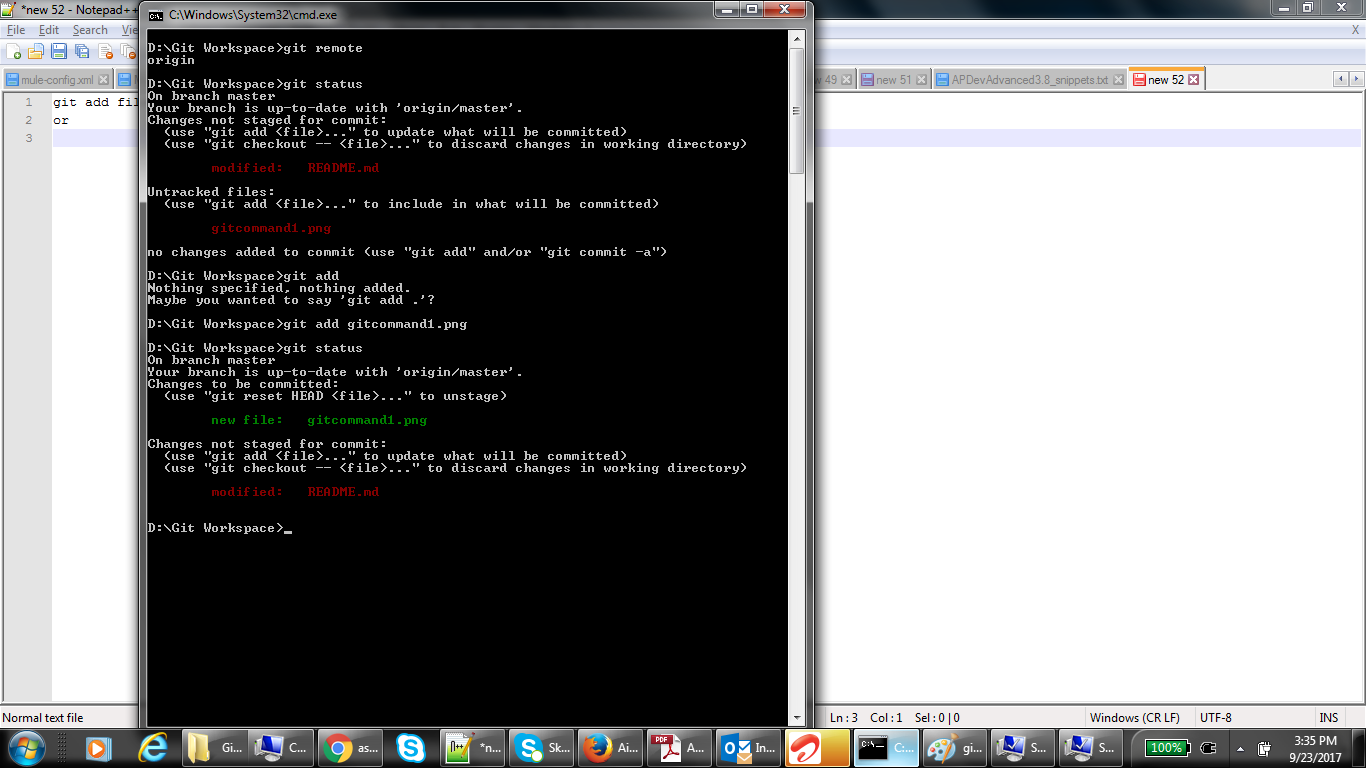 *new 52 - Notepad++
File Edit Search
X
mule-config.xml
49
new 51
APDevAdvanced3.8_snippets.txt
new 52
1 git add
2 or
3
C:\Windows\System32\cmd.exe
D:\Git Workspace>git remote
origin
D:\Git Workspace>git status
On branch master
Your branch is up-to-date with 'origin/master'.
Changes not staged for commit:
(use "git add <file>..." to update what will be committed)
(use "git checkout -- <file>..." to discard changes in working directory)
modified: README.md
Untracked files:
(use "git add <file>..." to include in what will be committed)
gitcommand1.png
no changes added to commit (use "git add" and/or "git commit -a")
D:\Git Workspace>git add
Nothing specified, nothing added.
Maybe you wanted to say 'git add .'?
D:\Git Workspace>git add gitcommand1.png
D:\Git Workspace>git status
On branch master
Your branch is up-to-date with 'origin/master'.
Changes to be committed:
(use "git reset HEAD <file>..." to unstage)
new file: gitcommand1.png
Changes not staged for commit:
(use "git add <file>..." to update what will be committed)
(use "git checkout -- <file>..." to discard changes in working directory)
modified: README.md
D:\Git Workspace>_
Normal text file
Ln : 3 Col : 1 Sel : 0 | 0
Windows (CR LF)
UTF-8
INS
Gi... C... as... *n... Sk... Ai... A... In... C:... gi... S... S...
100%
3:35 PM
9/23/2017